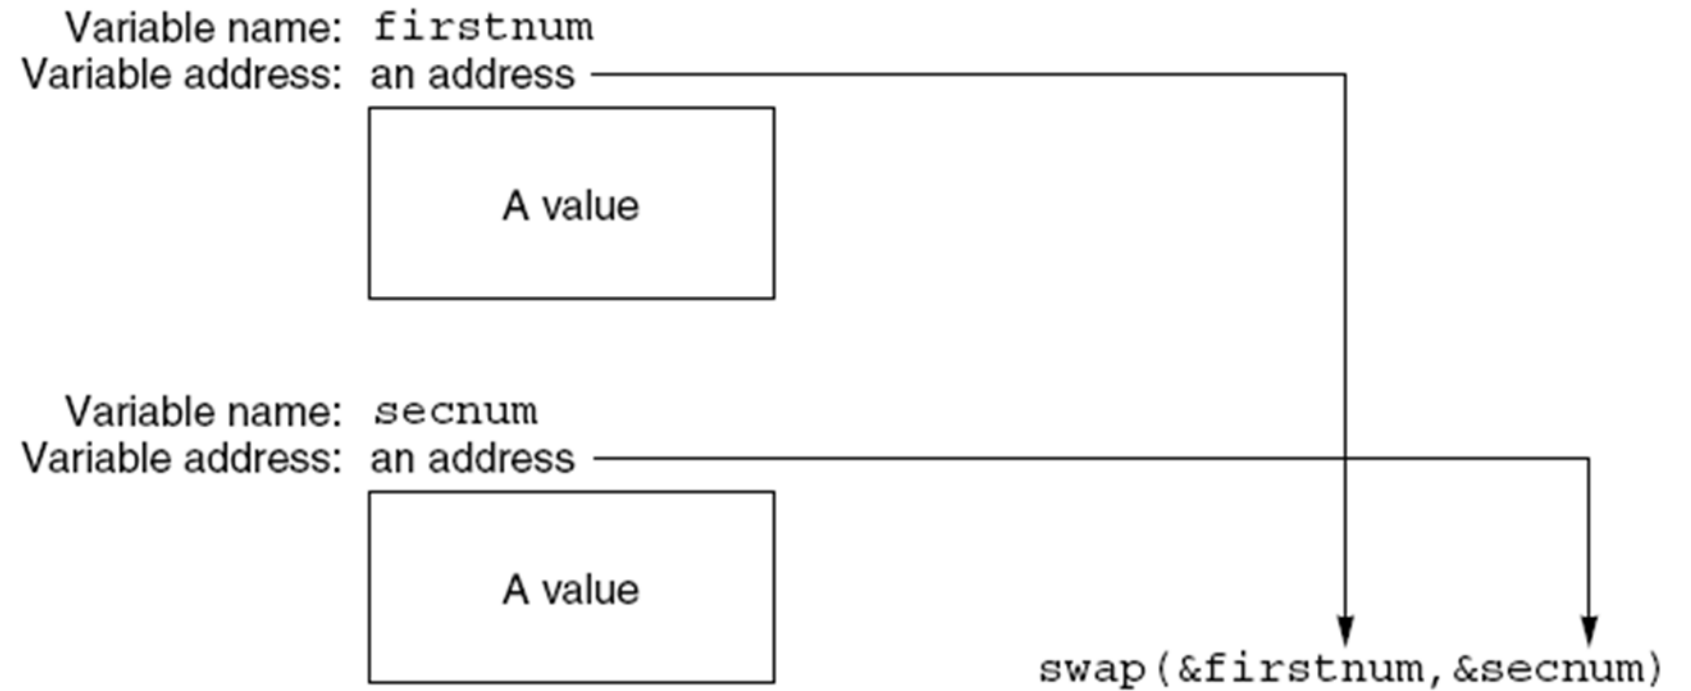 Variable name: firstnum
Variable address: an address
A value
Variable name: secnum
Variable address: an address
A value
swap(&firstnum,&secnum)